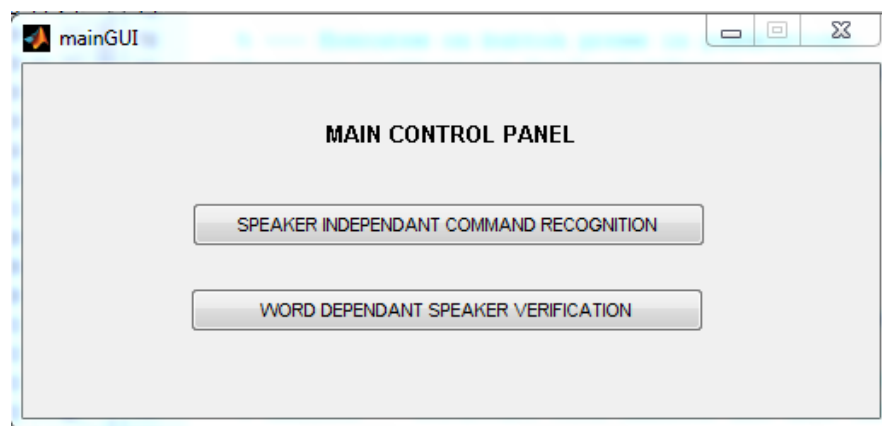 mainGUI
MAIN CONTROL PANEL
SPEAKER INDEPENDANT COMMAND RECOGNITION
WORD DEPENDANT SPEAKER VERIFICATION